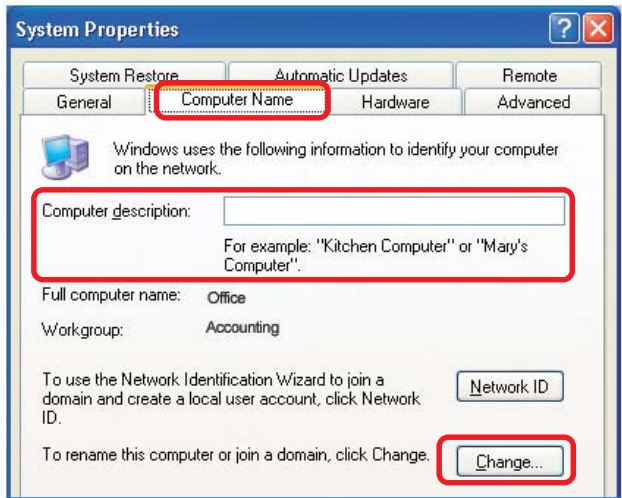 System Properties
?
System Restore Automatic Updates Remote
General Computer Name Hardware Advanced
Windows uses the following information to identify your computer
on the network.
Computer description:
For example: "Kitchen Computer" or "Mary's
Computer".
Full computer name: Office
Workgroup: Accounting
To use the Network Identification Wizard to join a
domain and create a local user account, click Network
ID.
Network ID
To rename this computer or join a domain, click Change.
Change...